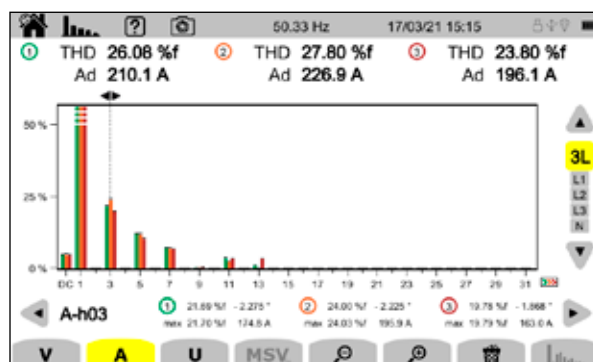 50.33 Hz 17/03/21 15:15
1 THD 26.08 %f 2 THD 27.80 %f 3 THD 23.80 %f
Ad 210.1 A Ad 226.9 A Ad 196.1 A
50 %
25 %
0 %
DC 1 3 5 7 9 11 13 15 17 19 21 23 25 27 29 31
3L
L1
L2
L3
N
A-h03 1 21.69 %f - 2.275 ° 2 24.00 %f - 2.225 ° 3 19.78 %f - 1.868 °
max 21.70 %f 174.8 A max 24.03 %f 195.9 A max 19.79 %f 163.0 A
V A U MSV